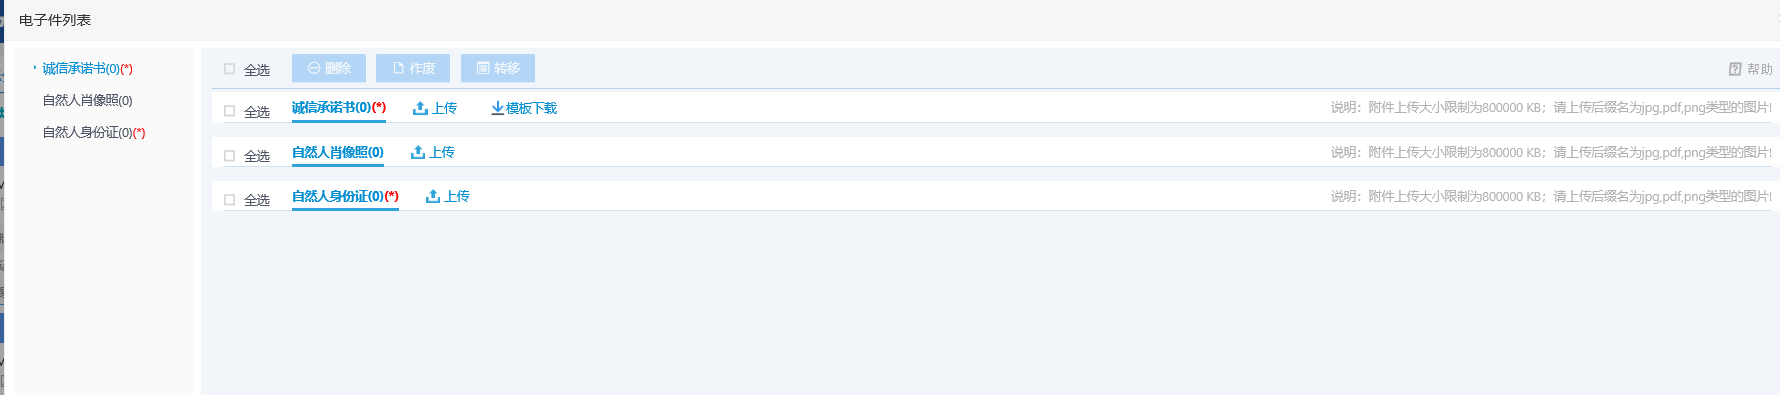 电子件列表
诚信承诺书(0)(*)
自然人肖像照(0)
自然人身份证(0)(*)
全选 删除 作废 转移 帮助
全选 诚信承诺书(0)(*) 上传 模板下载 说明：附件上传大小限制为800000 KB；请上传后缀名为jpg,pdf,png类型的图片!
全选 自然人肖像照(0) 上传 说明：附件上传大小限制为800000 KB；请上传后缀名为jpg,pdf,png类型的图片!
全选 自然人身份证(0)(*) 上传 说明：附件上传大小限制为800000 KB；请上传后缀名为jpg,pdf,png类型的图片!